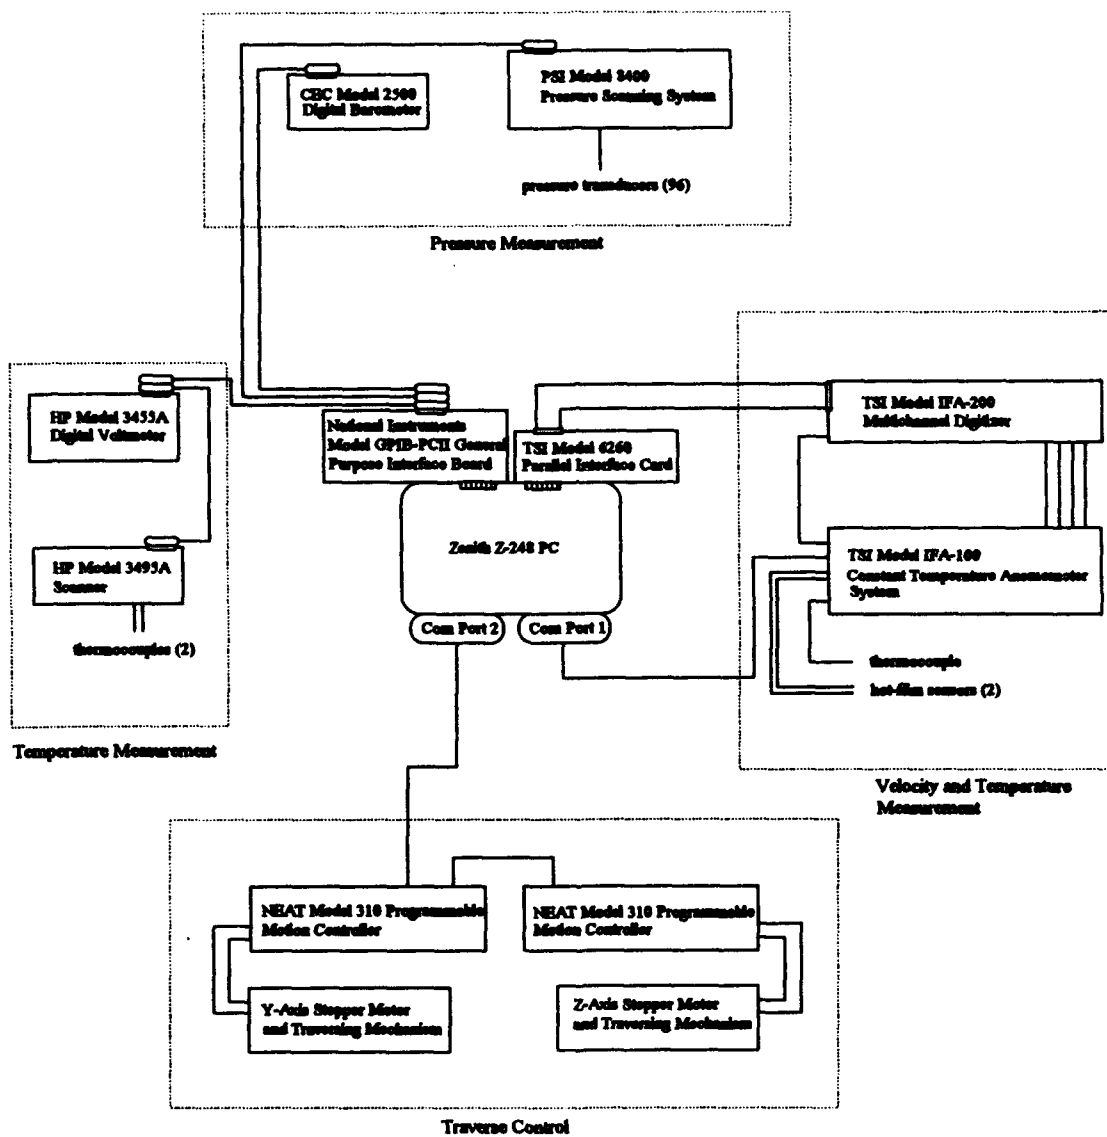 CEC Model 2500
Digital Barometer
PSI Model 8400
Pressure Scanning System
pressure transducers (96)
Pressure Measurement
HP Model 3455A
Digital Voltmeter
HP Model 3495A
Scanner
thermocouples (2)
Temperature Measurement
National Instruments
Model GPIB-PCII General
Purpose Interface Board
TSI Model 6260
Parallel Interface Card
Zenith Z-248 PC
Com Port 2
Com Port 1
TSI Model IFA-200
Multichannel Digitizer
TSI Model IFA-100
Constant Temperature Anemometer
System
thermocouple
hot-film sensors (2)
Velocity and Temperature
Measurement
NEAT Model 310 Programmable
Motion Controller
NEAT Model 310 Programmable
Motion Controller
Y-Axis Stepper Motor
and Traversing Mechanism
Z-Axis Stepper Motor
and Traversing Mechanism
Traverse Control